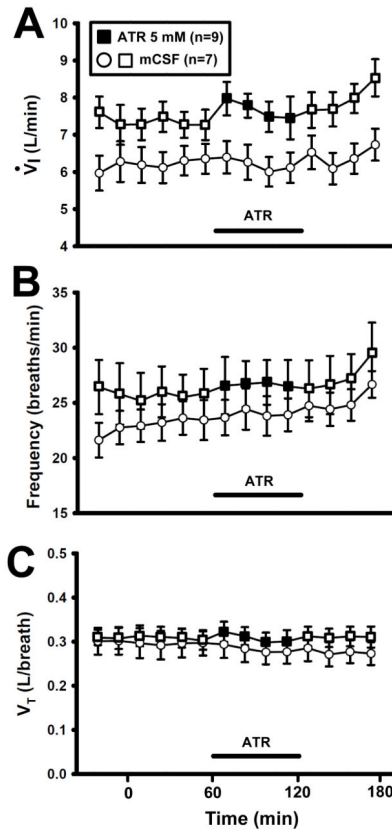 A
ATR 5 mM (n=9)
mCSF (n=7)
V̇I (L/min)
10
9
8
7
6
5
4
ATR
B
Frequency (breaths/min)
35
30
25
20
15
ATR
C
VT (L/breath)
0.5
0.4
0.3
0.2
0.1
0.0
ATR
0 60 120 180
Time (min)